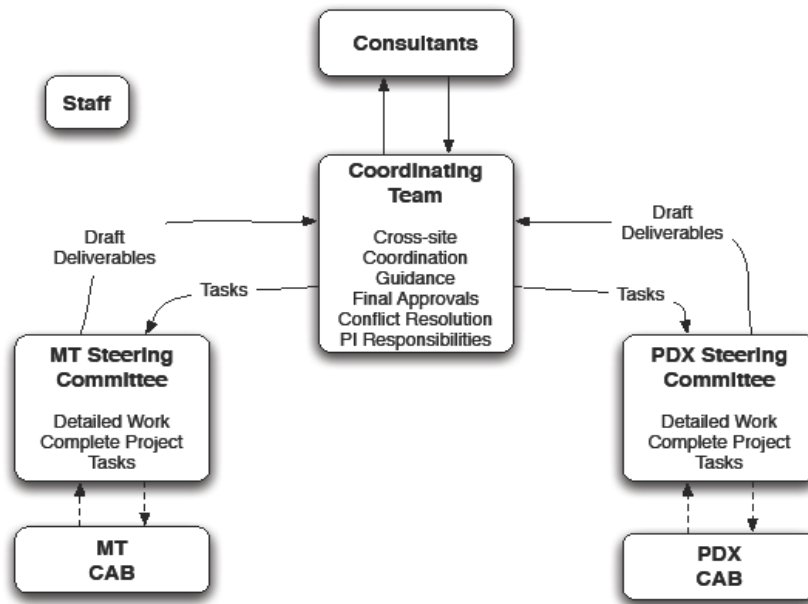 Consultants
Staff
Coordinating
Team
Cross-site
Coordination
Guidance
Final Approvals
Conflict Resolution
PI Responsibilities
Draft
Deliverables
Tasks
Draft
Deliverables
Tasks
MT Steering
Committee
Detailed Work
Complete Project
Tasks
PDX Steering
Committee
Detailed Work
Complete Project
Tasks
MT
CAB
PDX
CAB